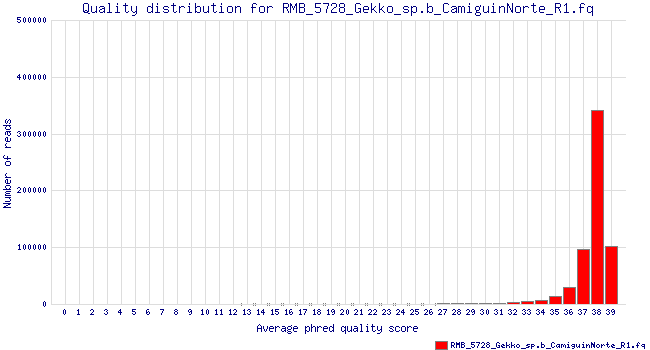 Quality distribution for RMB_5728_Gekko_sp.b_CamiguinNorte_R1.fq
500000
400000
300000
200000
100000
0
Number of reads
0 1 2 3 4 5 6 7 8 9 10 11 12 13 14 15 16 17 18 19 20 21 22 23 24 25 26 27 28 29 30 31 32 33 34 35 36 37 38 39
Average phred quality score
RMB_5728_Gekko_sp.b_CamiguinNorte_R1.fq